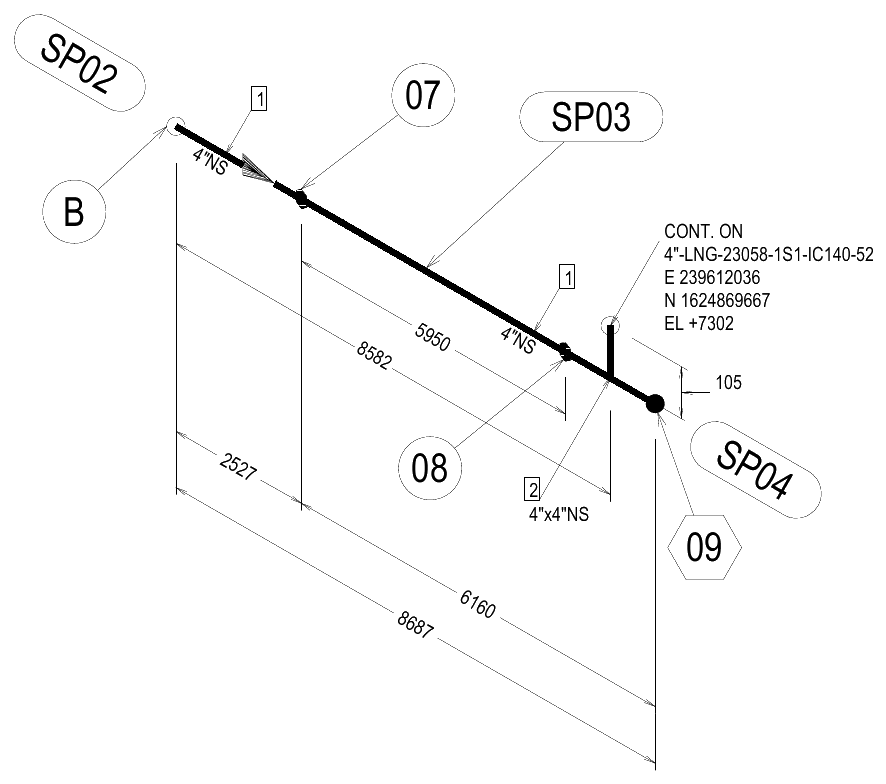 SP02
1
07
SP03
4"NS
B
CONT. ON
4"-LNG-23058-1S1-IC140-52
E 239612036
N 1624869667
EL +7302
1
5950
4"NS
8582
105
08
2527
2
SP04
4"x4"NS
09
6160
8687